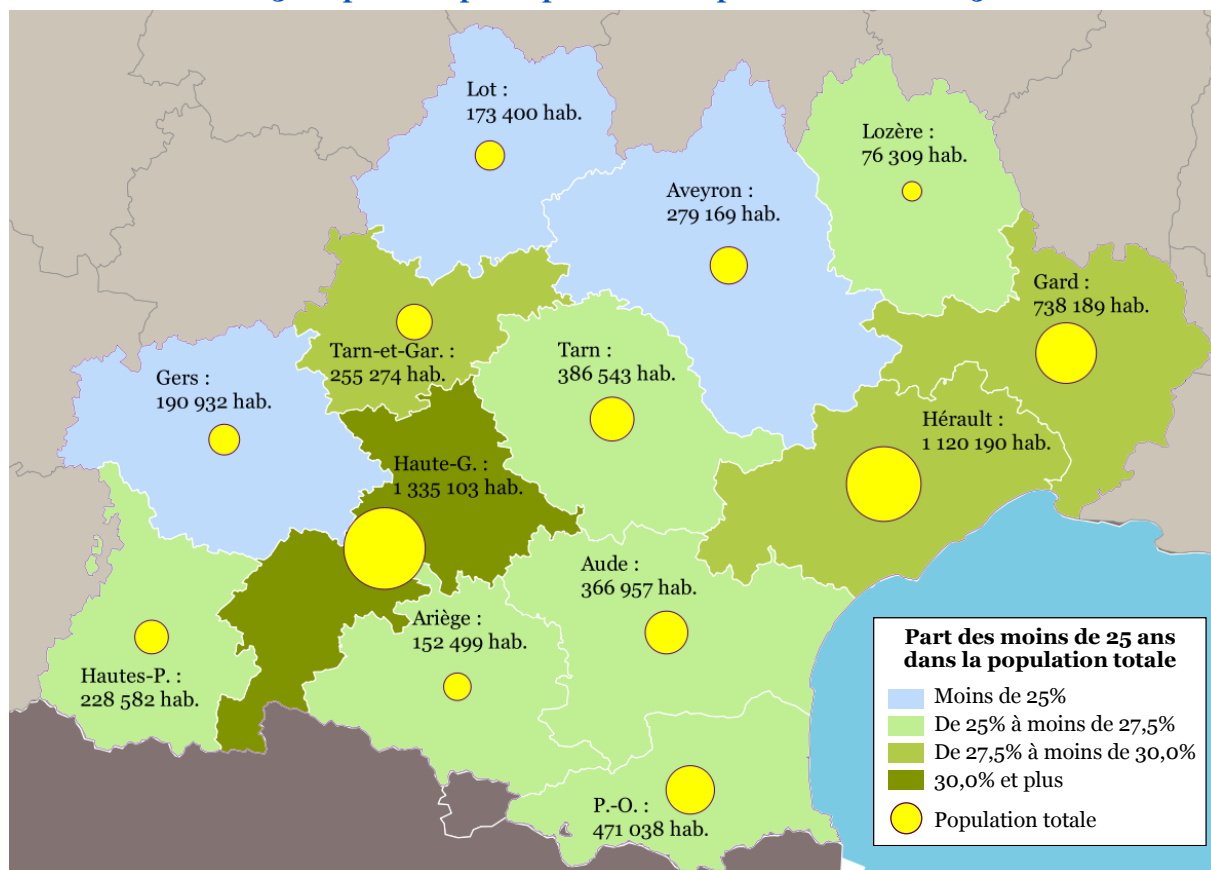 Lot :
173 400 hab.
Lozère :
76 309 hab.
Aveyron :
279 169 hab.
Gard :
738 189 hab.
Tarn-et-Gar. :
255 274 hab.
Tarn :
386 543 hab.
Gers :
190 932 hab.
Hérault :
1 120 190 hab.
Haute-G. :
1 335 103 hab.
Aude :
366 957 hab.
Ariège :
152 499 hab.
Hautes-P. :
228 582 hab.
P.-O. :
471 038 hab.
Part des moins de 25 ans
dans la population totale
Moins de 25%
De 25% à moins de 27,5%
De 27,5% à moins de 30,0%
30,0% et plus
Population totale